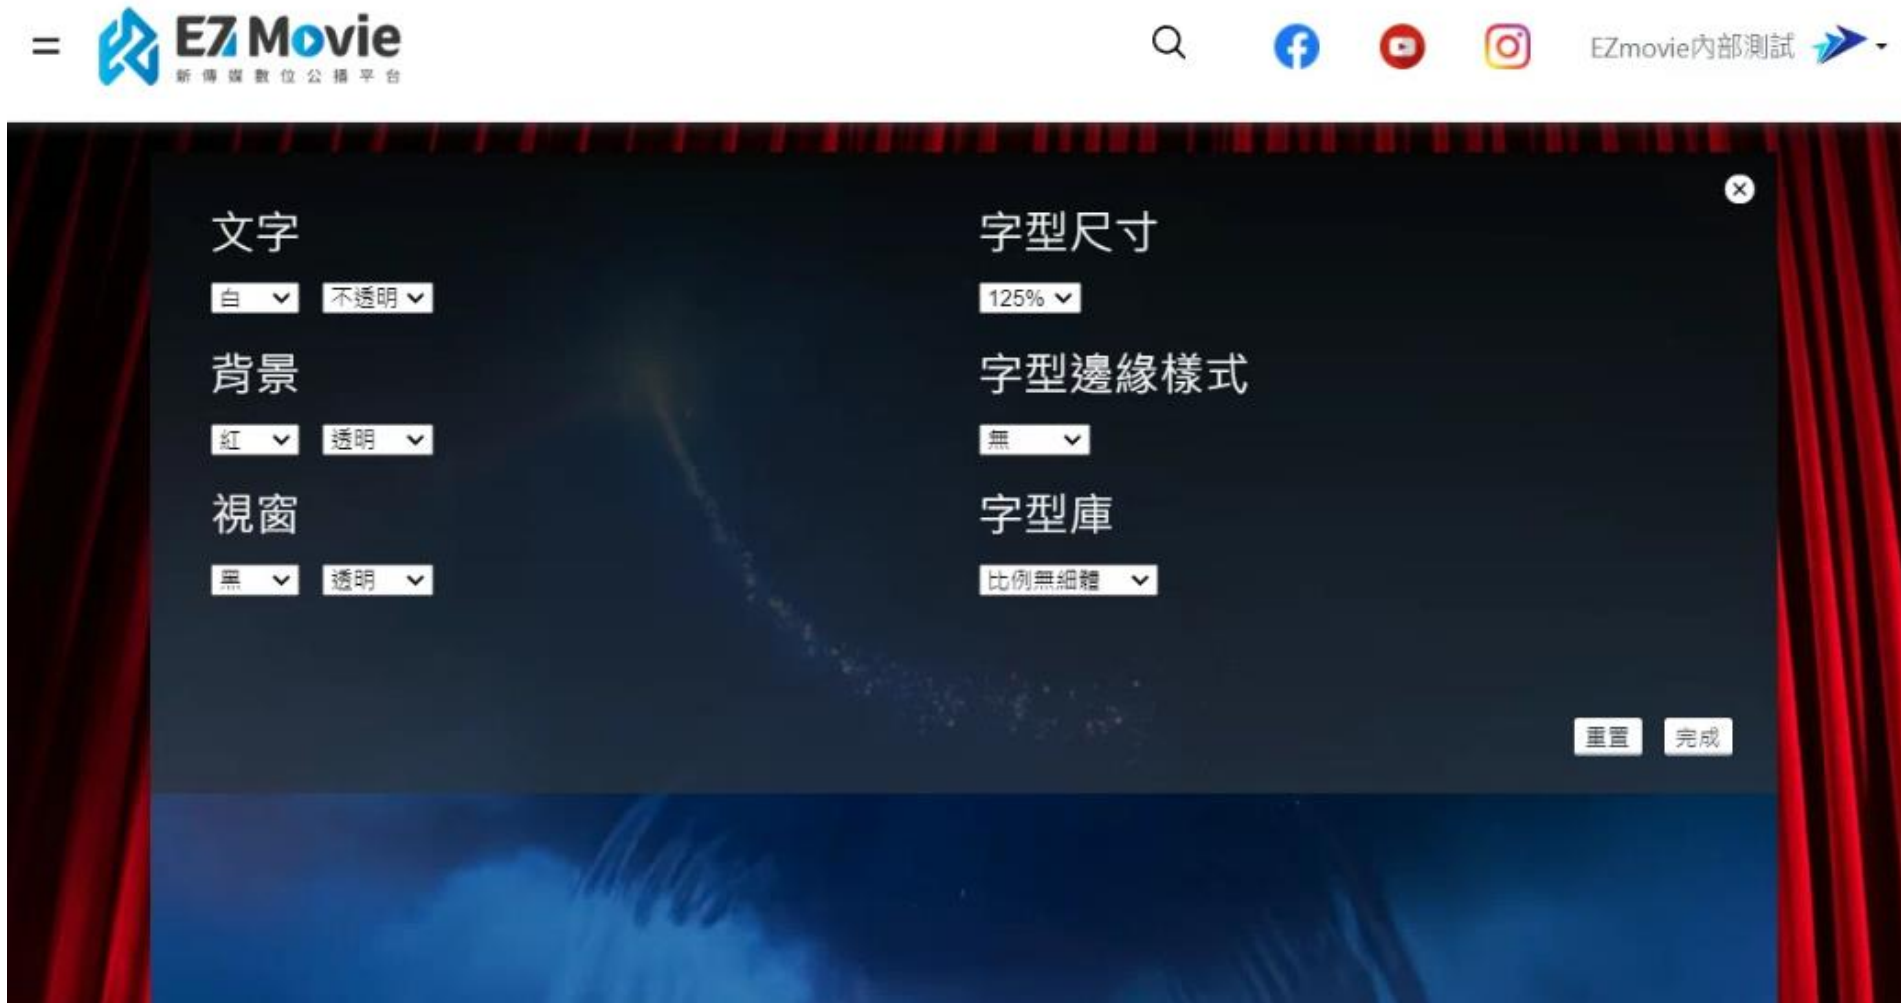 EZ Movie
新傳媒數位公播平台
EZmovie內部測試
文字
白 不透明
背景
紅 透明
視窗
黑 透明
字型尺寸
125%
字型邊緣樣式
無
字型庫
比例無細體
重置 完成